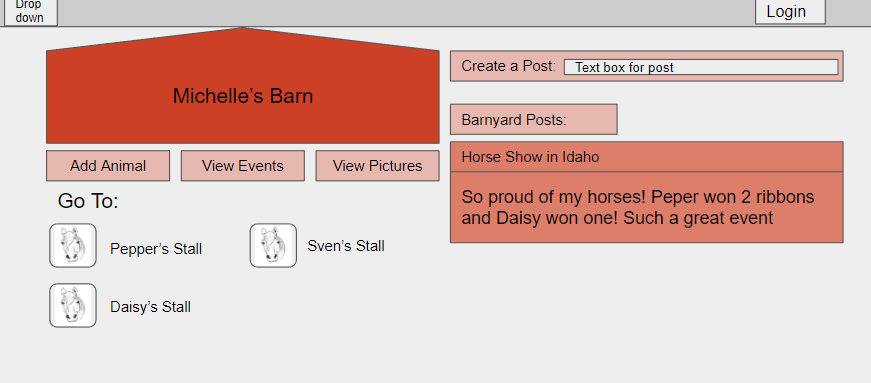 Drop
down
Login
Michelle's Barn
Add Animal
View Events
View Pictures
Go To:
Pepper's Stall
Sven's Stall
Daisy's Stall
Create a Post:
Text box for post
Barnyard Posts:
Horse Show in Idaho
So proud of my horses! Peper won 2 ribbons
and Daisy won one! Such a great event